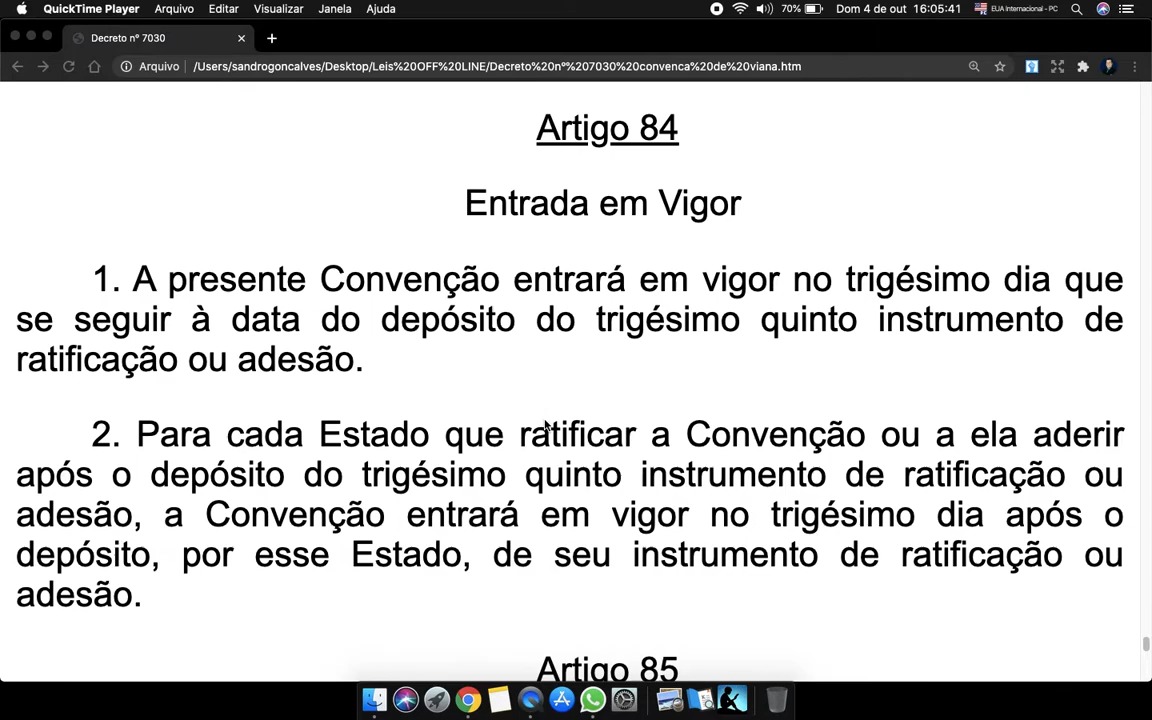 QuickTime Player Arquivo Editar Visualizar Janela Ajuda 70% Dom 4 de out 16:05:41 EUA Internacional - PC
Decreto nº 7030
Arquivo /Users/sandrogoncalves/Desktop/Leis%20OFF%20LINE/Decreto%20nº%207030%20convenca%20de%20viana.htm
Artigo 84
Entrada em Vigor
1. A presente Convenção entrará em vigor no trigésimo dia que
se seguir à data do depósito do trigésimo quinto instrumento de
ratificação ou adesão.
2. Para cada Estado que ratificar a Convenção ou a ela aderir
após o depósito do trigésimo quinto instrumento de ratificação ou
adesão, a Convenção entrará em vigor no trigésimo dia após o
depósito, por esse Estado, de seu instrumento de ratificação ou
adesão.
Artigo 85